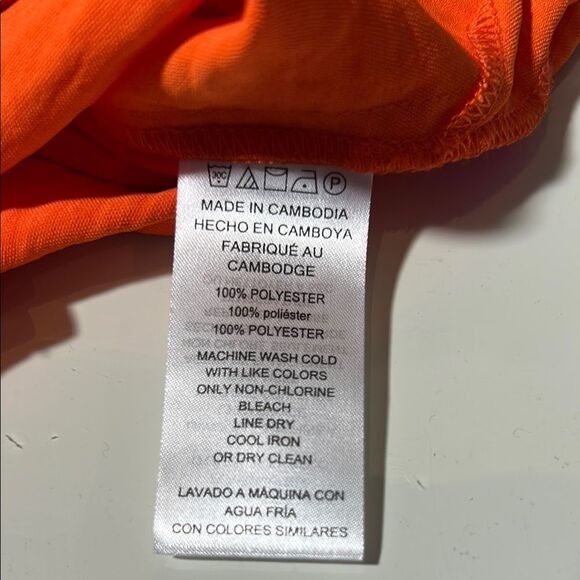 30C
P
MADE IN CAMBODIA
HECHO EN CAMBOYA
FABRIQUÉ AU
CAMBODGE
100% POLYESTER
100% poliéster
100% POLYESTER
MACHINE WASH COLD
WITH LIKE COLORS
ONLY NON-CHLORINE
BLEACH
LINE DRY
COOL IRON
OR DRY CLEAN
LAVADO A MÁQUINA CON
AGUA FRÍA
CON COLORES SIMILARES